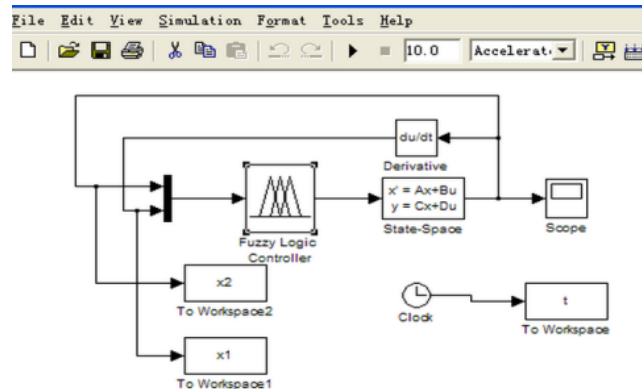 File Edit View Simulation Format Tools Help
10.0 Accelerat
du/dt
Derivative
x' = Ax+Bu
y = Cx+Du
State-Space
Scope
Fuzzy Logic
Controller
x2
To Workspace2
Clock
t
To Workspace
x1
To Workspace1